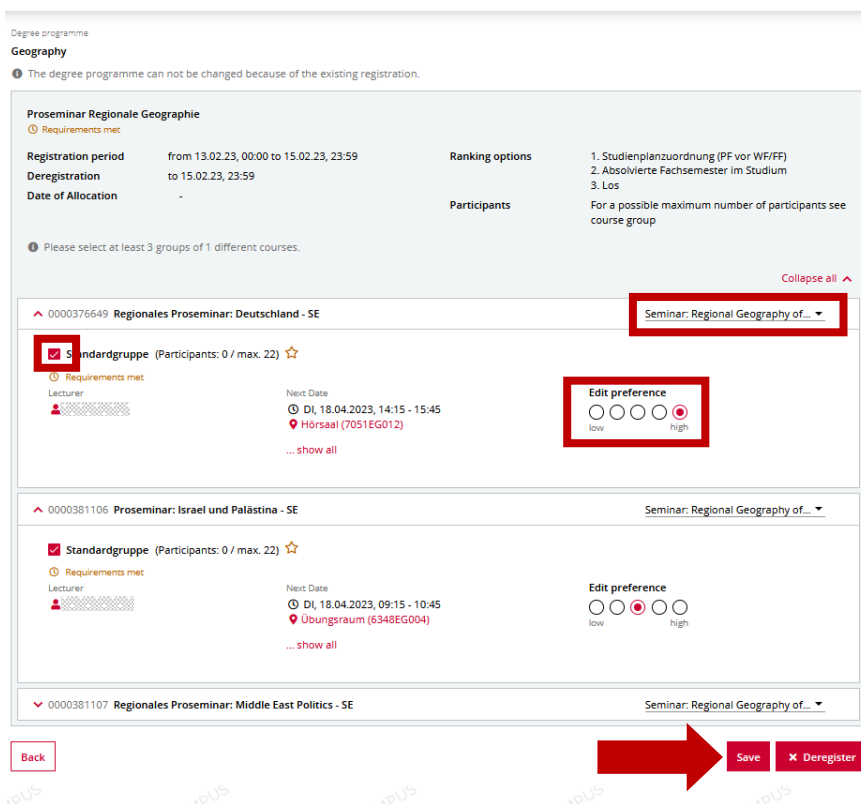 Degree programme
Geography
The degree programme can not be changed because of the existing registration.
Proseminar Regionale Geographie
Requirements met
Registration period from 13.02.23, 00:00 to 15.02.23, 23:59
Deregistration to 15.02.23, 23:59
Date of Allocation -
Ranking options 1. Studienplanzuordnung (PF vor WF/FF)
2. Absolvierte Fachsemester im Studium
3. Los
Participants For a possible maximum number of participants see
course group
Please select at least 3 groups of 1 different courses.
Collapse all
0000376649 Regionales Proseminar: Deutschland - SE Seminar: Regional Geography of...
Standardgruppe (Participants: 0 / max. 22)
Requirements met
Lecturer Next Date Edit preference
DI, 18.04.2023, 14:15 - 15:45
Hörsaal (7051EG012)
low high
... show all
0000381106 Proseminar: Israel und Palästina - SE Seminar: Regional Geography of...
Standardgruppe (Participants: 0 / max. 22)
Requirements met
Lecturer Next Date Edit preference
DI, 18.04.2023, 09:15 - 10:45
Übungsraum (6348EG004)
low high
... show all
0000381107 Regionales Proseminar: Middle East Politics - SE Seminar: Regional Geography of...
Back Save × Deregister